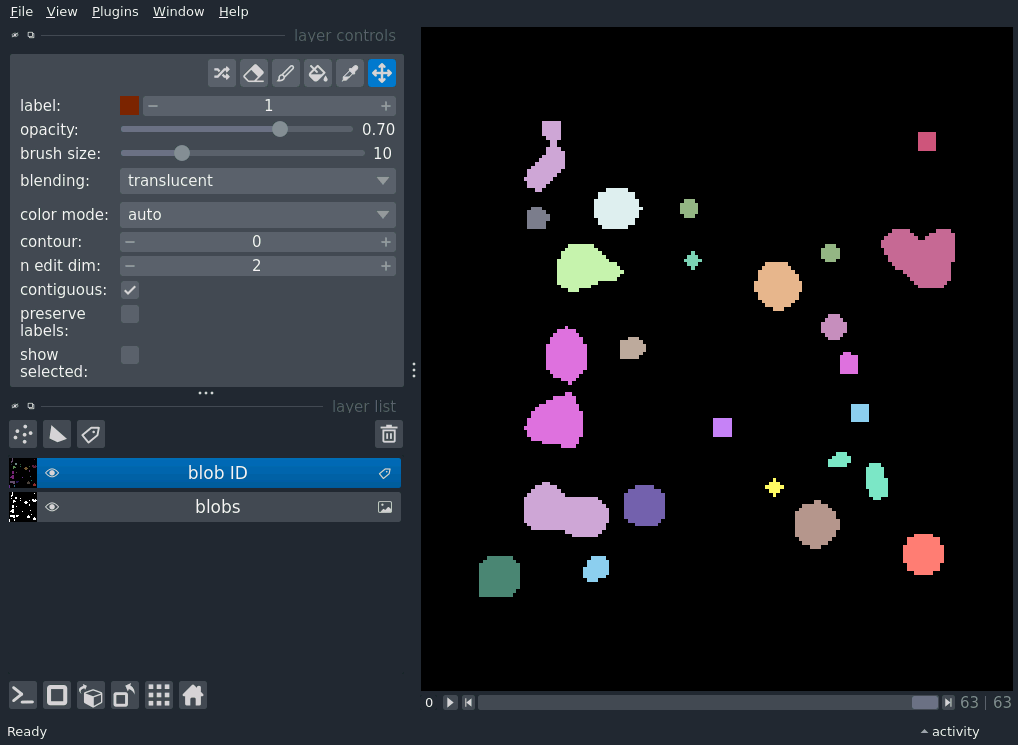 File View Plugins Window Help
layer controls
label: 1
opacity: 0.70
brush size: 10
blending: translucent
color mode: auto
contour: 0
n edit dim: 2
contiguous:
preserve
labels:
show
selected:
layer list
blob ID
blobs
0 63 | 63
Ready activity